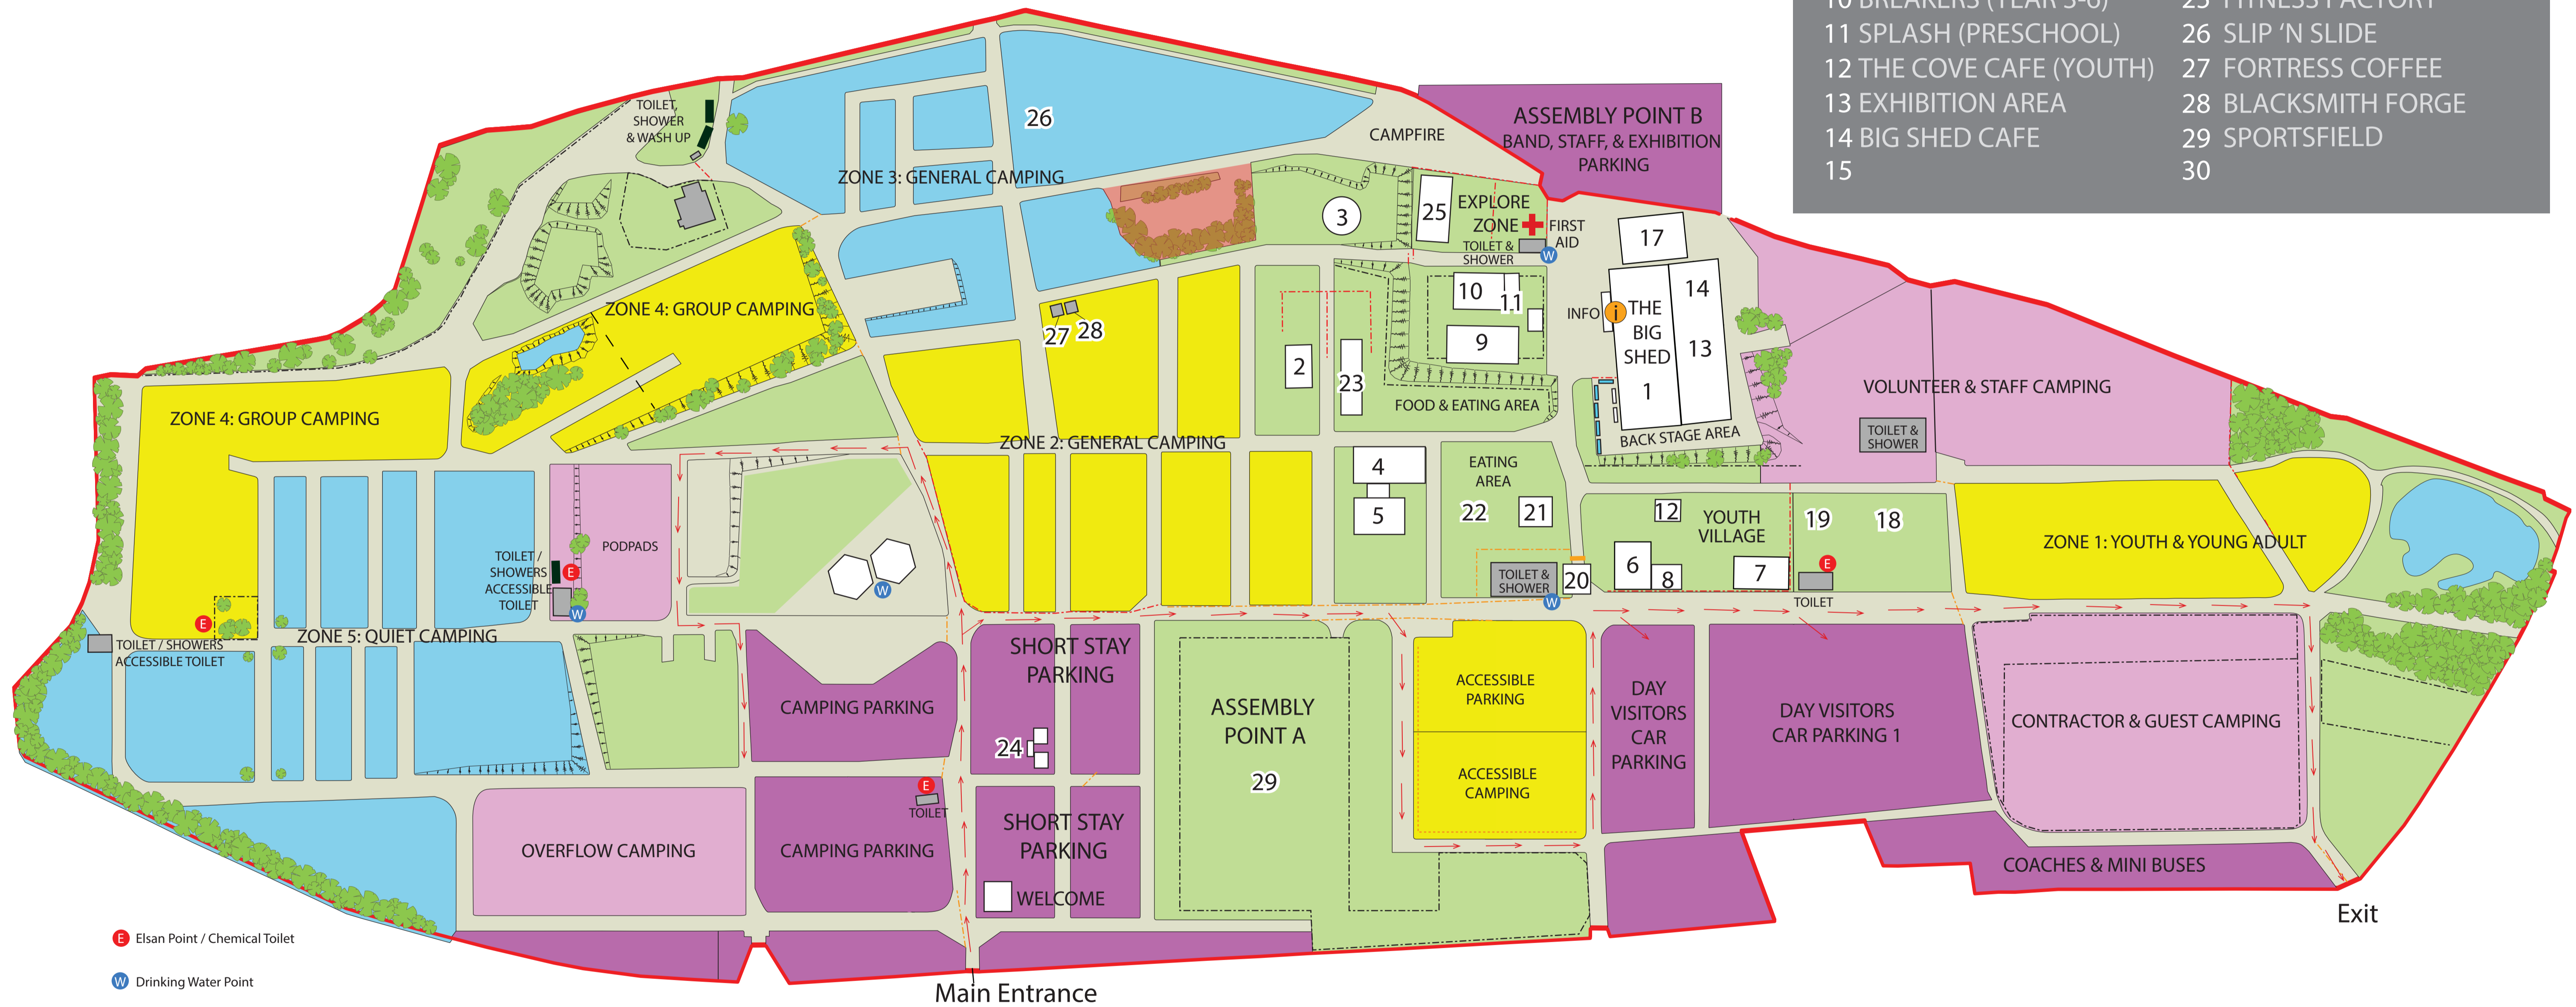 10 BREAKERS (YEAR 3-6)
11 SPLASH (PRESCHOOL)
12 THE COVE CAFE (YOUTH)
13 EXHIBITION AREA
14 BIG SHED CAFE
15
25 FITNESS FACTORY
26 SLIP ‘N SLIDE
27 FORTRESS COFFEE
28 BLACKSMITH FORGE
29 SPORTSFIELD
30
TOILET,
SHOWER
& WASH UP
26
ZONE 3: GENERAL CAMPING
CAMPFIRE
ASSEMBLY POINT B
BAND, STAFF, & EXHIBITION
PARKING
3
25
EXPLORE
ZONE
FIRST
AID
TOILET &
SHOWER
W
17
ZONE 4: GROUP CAMPING
27
28
10
11
9
INFO
i
THE
BIG
SHED
1
14
13
2
23
FOOD & EATING AREA
BACK STAGE AREA
VOLUNTEER & STAFF CAMPING
TOILET &
SHOWER
ZONE 4: GROUP CAMPING
ZONE 2: GENERAL CAMPING
4
5
EATING
AREA
22
21
12
YOUTH
VILLAGE
19
18
ZONE 1: YOUTH & YOUNG ADULT
PODPADS
TOILET /
SHOWERS
ACCESSIBLE
TOILET
E
W
W
TOILET &
SHOWER
W
20
6
8
7
E
TOILET
E
TOILET / SHOWERS
ACCESSIBLE TOILET
ZONE 5: QUIET CAMPING
SHORT STAY
PARKING
24
CAMPING PARKING
ASSEMBLY
POINT A
29
ACCESSIBLE
PARKING
ACCESSIBLE
CAMPING
DAY
VISITORS
CAR
PARKING
DAY VISITORS
CAR PARKING 1
CONTRACTOR & GUEST CAMPING
E
TOILET
OVERFLOW CAMPING
CAMPING PARKING
SHORT STAY
PARKING
WELCOME
COACHES & MINI BUSES
Exit
E Elsan Point / Chemical Toilet
W Drinking Water Point
Main Entrance